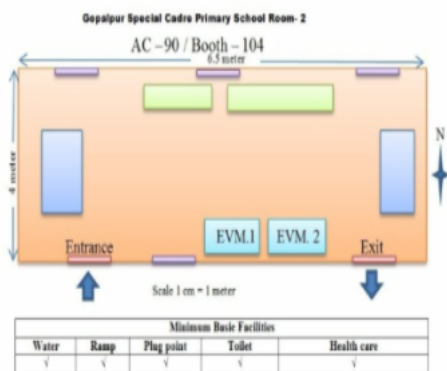 Gopalpur Special Cadre Primary School Room- 2
AC –90 / Booth – 104
6.5 meter
4 meter
N
EVM.1 EVM. 2
Entrance Exit
Scale 1 cm = 1 meter
Minimum Basic Facilities
Water Ramp Plug point Toilet Health care
√ √ √ √ √